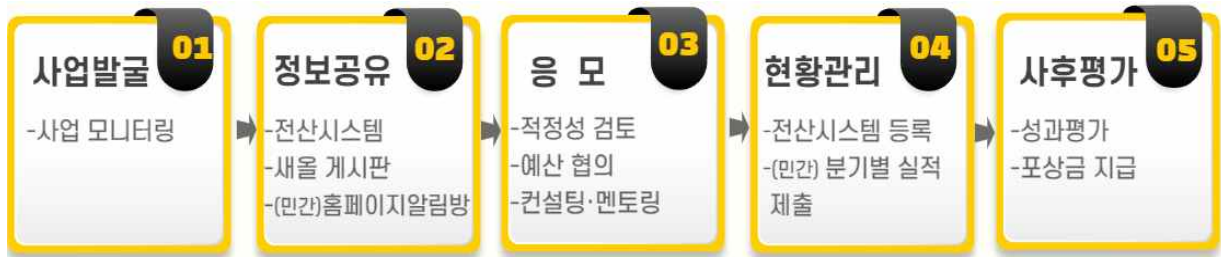 01
사업발굴
-사업 모니터링
02
정보공유
-전산시스템
-새올 게시판
-(민간)홈페이지알림방
03
응 모
-적정성 검토
-예산 협의
-컨설팅·멘토링
04
현황관리
-전산시스템 등록
-(민간) 분기별 실적
제출
05
사후평가
-성과평가
-포상금 지급